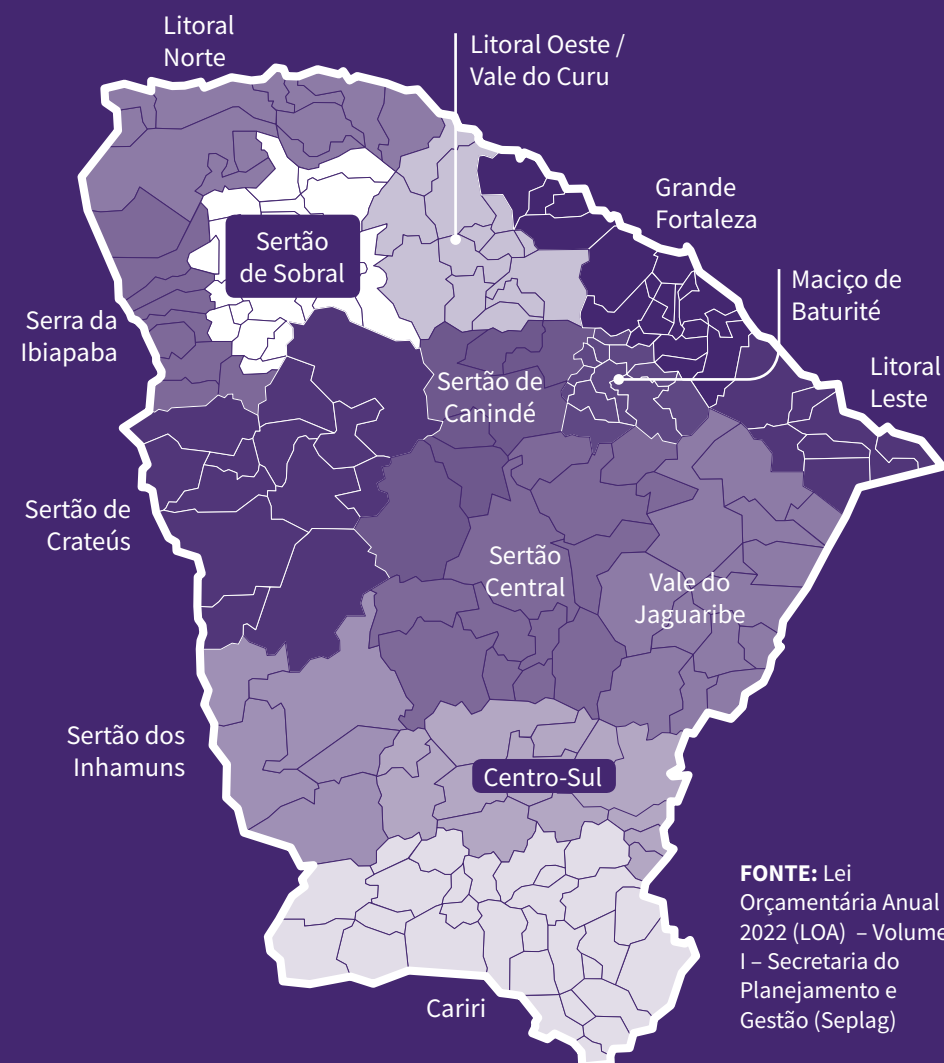 Litoral
Norte
Litoral Oeste /
Vale do Curu
Grande
Fortaleza
Sertão
de Sobral
Maciço de
Baturité
Serra da
Ibiapaba
Litoral
Leste
Sertão de
Canindé
Sertão de
Crateús
Sertão
Central
Vale do
Jaguaribe
Sertão dos
Inhamuns
Centro-Sul
FONTE: Lei
Orçamentária Anual
2022 (LOA) – Volume
I – Secretaria do
Planejamento e
Gestão (Seplag)
Cariri